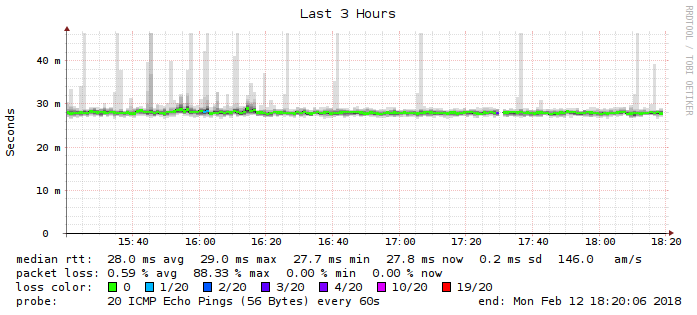 Last 3 Hours
RRDTOOL / TOBI OETIKER
Seconds
40 m
30 m
20 m
10 m
0
15:40 16:00 16:20 16:40 17:00 17:20 17:40 18:00 18:20
median rtt: 28.0 ms avg 29.0 ms max 27.7 ms min 27.8 ms now 0.2 ms sd 146.0 am/s
packet loss: 0.59 % avg 88.33 % max 0.00 % min 0.00 % now
loss color: 0 1/20 2/20 3/20 4/20 10/20 19/20
probe: 20 ICMP Echo Pings (56 Bytes) every 60s end: Mon Feb 12 18:20:06 2018